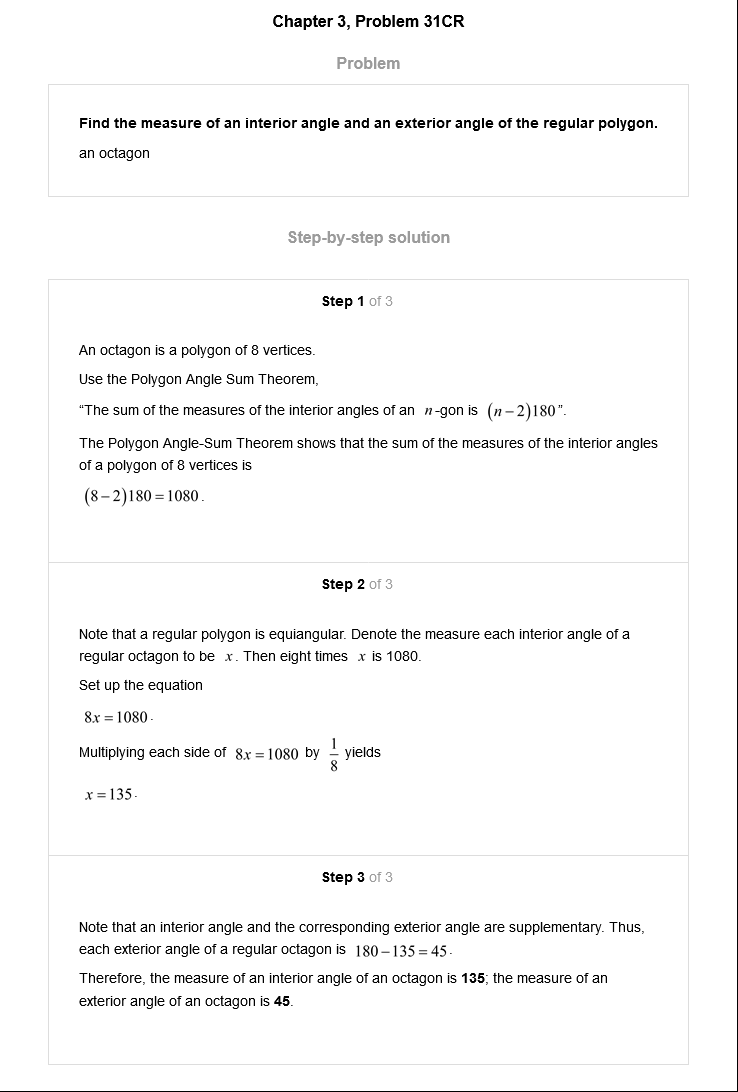 Chapter 3, Problem 31CR
Problem
Find the measure of an interior angle and an exterior angle of the regular polygon.
an octagon
Step-by-step solution
Step 1 of 3
An octagon is a polygon of 8 vertices.
Use the Polygon Angle Sum Theorem,
“The sum of the measures of the interior angles of an n-gon is (n−2)180”.
The Polygon Angle-Sum Theorem shows that the sum of the measures of the interior angles
of a polygon of 8 vertices is
(8−2)180=1080.
Step 2 of 3
Note that a regular polygon is equiangular. Denote the measure each interior angle of a
regular octagon to be x. Then eight times x is 1080.
Set up the equation
8x=1080.
Multiplying each side of 8x=1080 by 1/8 yields
x=135.
Step 3 of 3
Note that an interior angle and the corresponding exterior angle are supplementary. Thus,
each exterior angle of a regular octagon is 180−135=45.
Therefore, the measure of an interior angle of an octagon is 135; the measure of an
exterior angle of an octagon is 45.